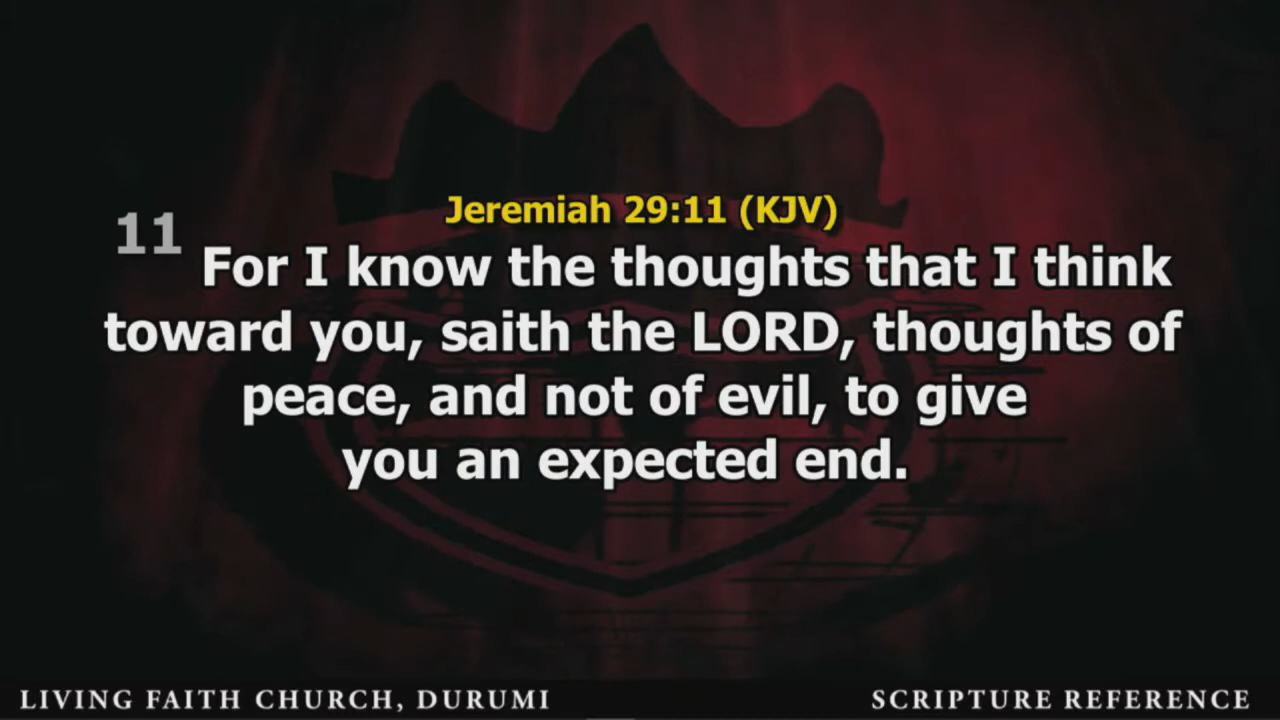 Jeremiah 29:11 (KJV)
11 For I know the thoughts that I think
toward you, saith the LORD, thoughts of
peace, and not of evil, to give
you an expected end.
LIVING FAITH CHURCH, DURUMI
SCRIPTURE REFERENCE